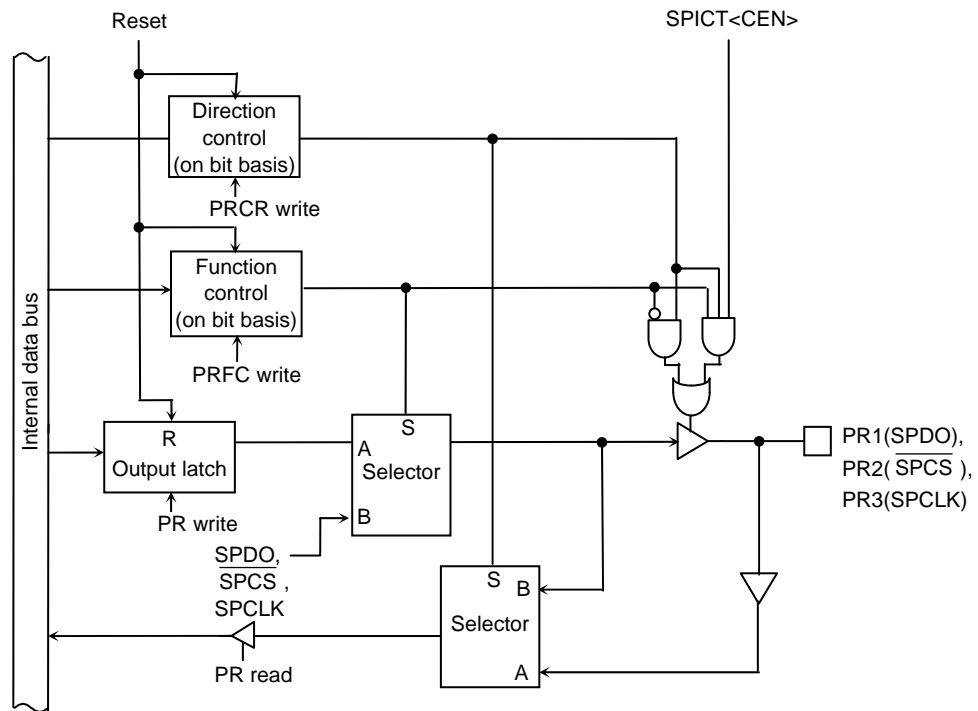 Reset
SPICT<CEN>
Direction
control
(on bit basis)
PRCR write
Function
control
(on bit basis)
PRFC write
Internal data bus
R
Output latch
PR write
S
A
Selector
B
SPDO,
SPCS ,
SPCLK
PR1(SPDO),
PR2( SPCS ),
PR3(SPCLK)
S
B
Selector
A
PR read